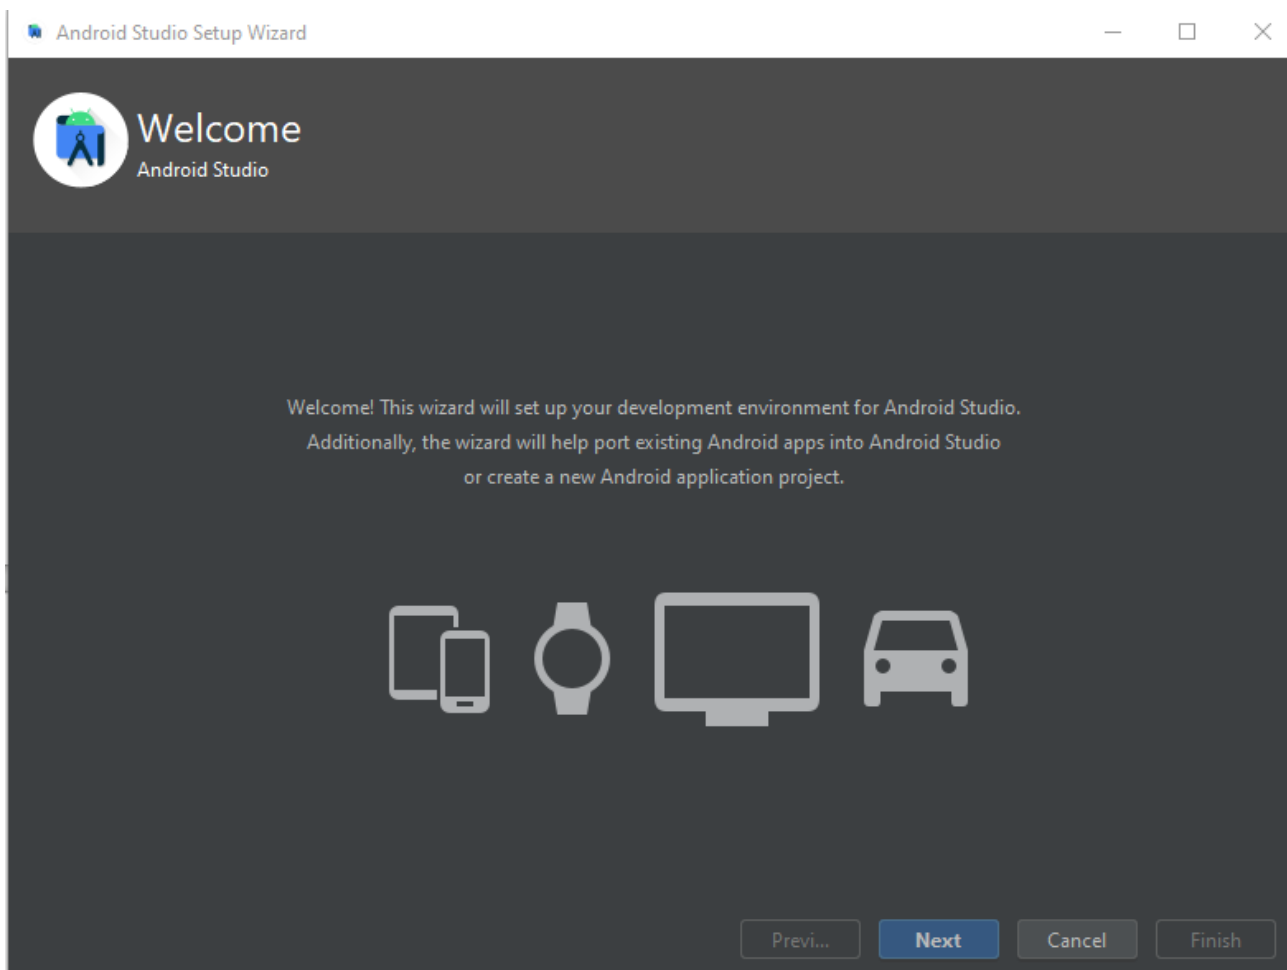 Android Studio Setup Wizard
Welcome
Android Studio
Welcome! This wizard will set up your development environment for Android Studio.
Additionally, the wizard will help port existing Android apps into Android Studio
or create a new Android application project.
Previ... Next Cancel Finish